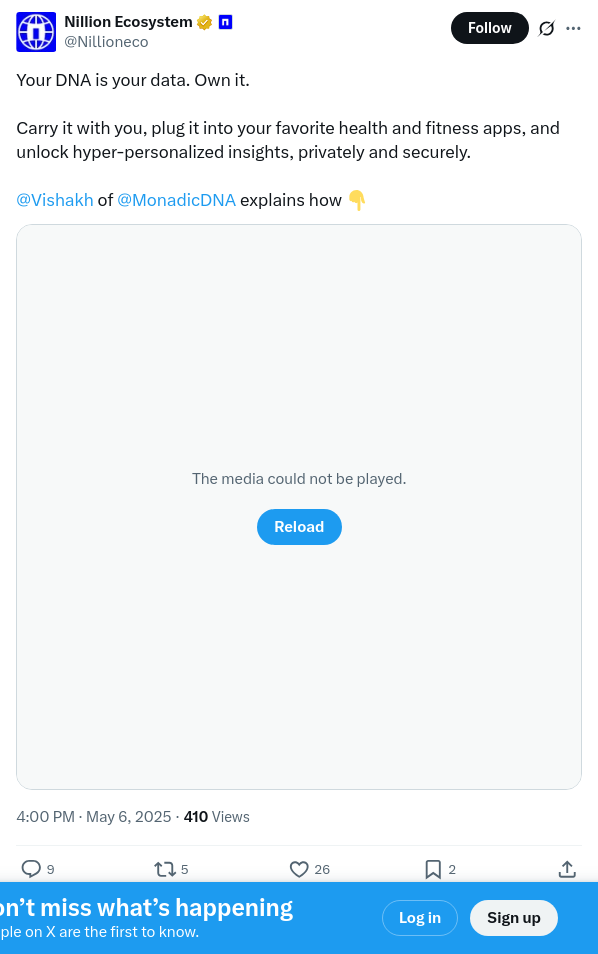 Nillion Ecosystem
@Nillioneco
Follow
Your DNA is your data. Own it.
Carry it with you, plug it into your favorite health and fitness apps, and
unlock hyper-personalized insights, privately and securely.
@Vishakh of @MonadicDNA explains how 👇
The media could not be played.
Reload
4:00 PM · May 6, 2025 · 410 Views
9 5 26 2
on’t miss what’s happening
ple on X are the first to know.
Log in
Sign up